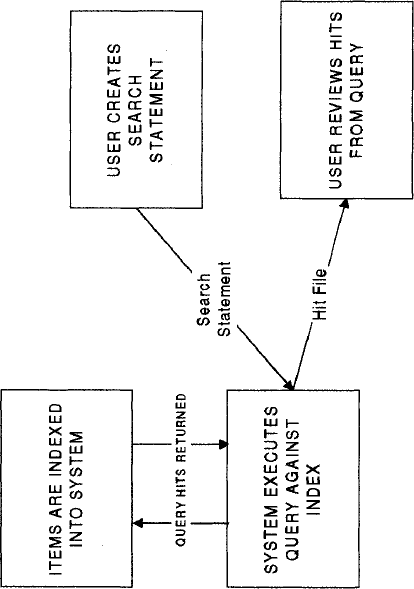 ITEMS ARE INDEXED
INTO SYSTEM
QUERY HITS RETURNED
SYSTEM EXECUTES
QUERY AGAINST
INDEX
USER CREATES
SEARCH
STATEMENT
Search
Statement
Hit File
USER REVIEWS HITS
FROM QUERY